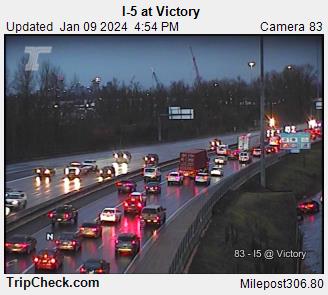 I-5 at Victory
Updated Jan 09 2024 4:54 PM Camera 83
T
N
83 - I5 @ Victory
TripCheck.com Milepost306.80